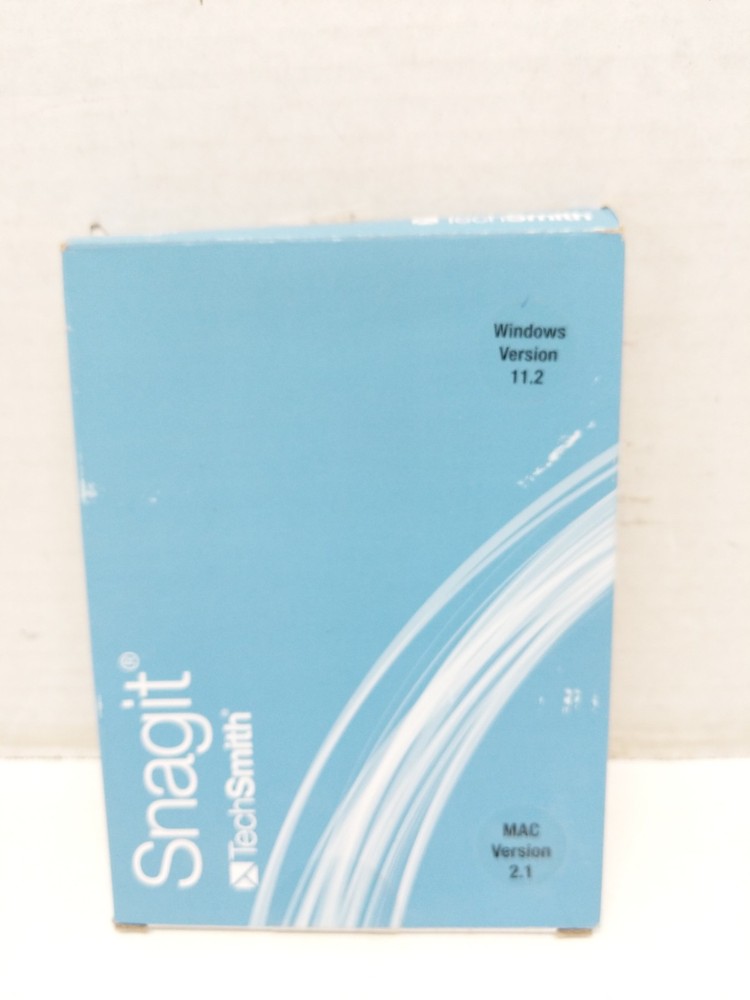 TechSmith
Windows
Version
11.2
Snagit®
TechSmith®
MAC
Version
2.1